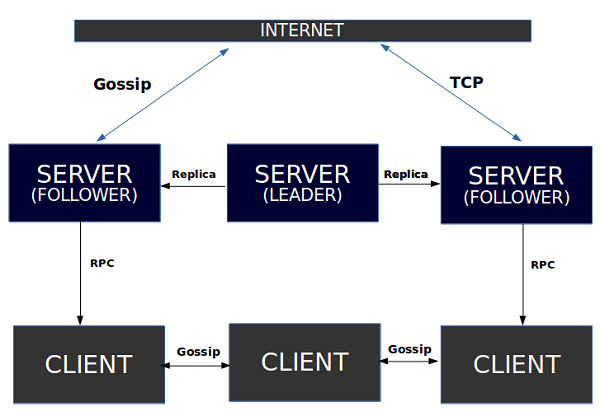 INTERNET
Gossip
TCP
SERVER
(FOLLOWER)
Replica
SERVER
(LEADER)
Replica
SERVER
(FOLLOWER)
RPC
RPC
CLIENT
Gossip
CLIENT
Gossip
CLIENT